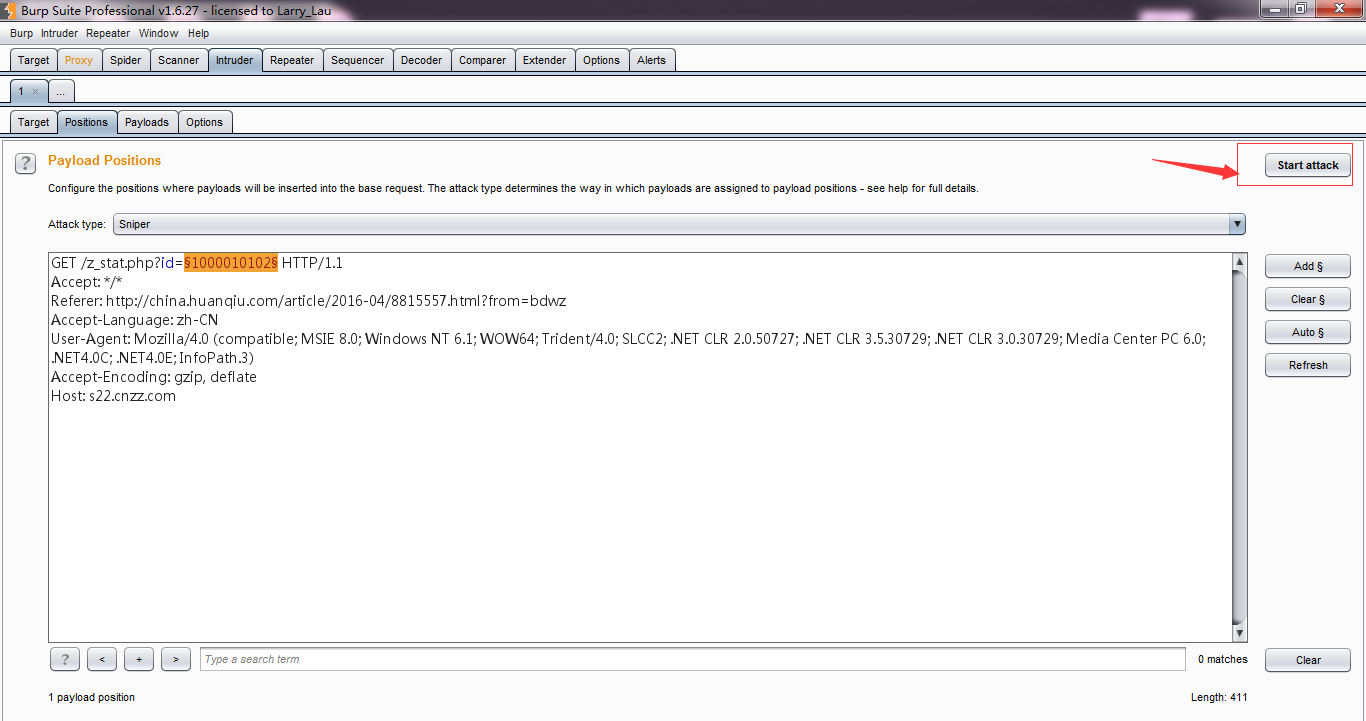 Burp Suite Professional v1.6.27 - licensed to Larry_Lau
Burp Intruder Repeater Window Help
Target Proxy Spider Scanner Intruder Repeater Sequencer Decoder Comparer Extender Options Alerts
1 × ...
Target Positions Payloads Options
? Payload Positions
Start attack
Configure the positions where payloads will be inserted into the base request. The attack type determines the way in which payloads are assigned to payload positions - see help for full details.
Attack type: Sniper
GET /z_stat.php?id=§1000010102§ HTTP/1.1
Accept: */*
Referer: http://china.huanqiu.com/article/2016-04/8815557.html?from=bdwz
Accept-Language: zh-CN
User-Agent: Mozilla/4.0 (compatible; MSIE 8.0; Windows NT 6.1; WOW64; Trident/4.0; SLCC2; .NET CLR 2.0.50727; .NET CLR 3.5.30729; .NET CLR 3.0.30729; Media Center PC 6.0;
.NET4.0C; .NET4.0E; InfoPath.3)
Accept-Encoding: gzip, deflate
Host: s22.cnzz.com
Add §
Clear §
Auto §
Refresh
? < + > Type a search term 0 matches Clear
1 payload position Length: 411